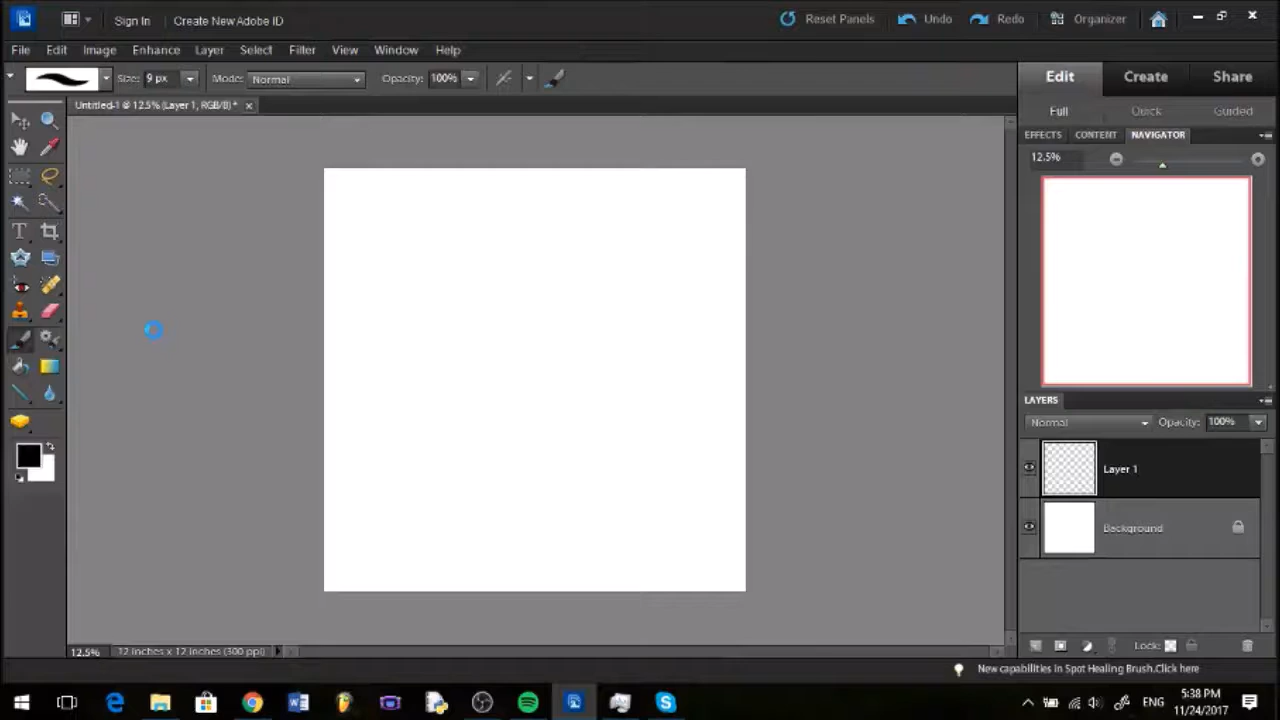 Sign In Create New Adobe ID Reset Panels Undo Redo Organizer
File Edit Image Enhance Layer Select Filter View Window Help
Size: 9 px Mode: Normal Opacity: 100%
Edit Create Share
Untitled-1 @ 12.5% (Layer 1, RGB/8) *
Full Quick Guided
EFFECTS CONTENT NAVIGATOR
12.5%
LAYERS
Normal Opacity: 100%
Layer 1
Background
Lock:
12.5% 12 inches x 12 inches (300 ppi)
New capabilities in Spot Healing Brush.Click here
ENG 5:38 PM
11/24/2017